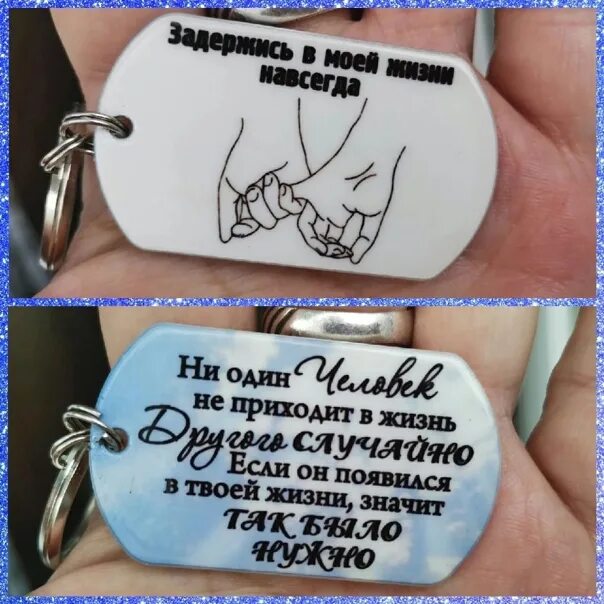 Задержись в моей жизни
навсегда
Ни один Человек
не приходит в жизнь
Другого СЛУЧАЙНО
Если он появился
в твоей жизни, значит
ТАК БЫЛО
НУЖНО